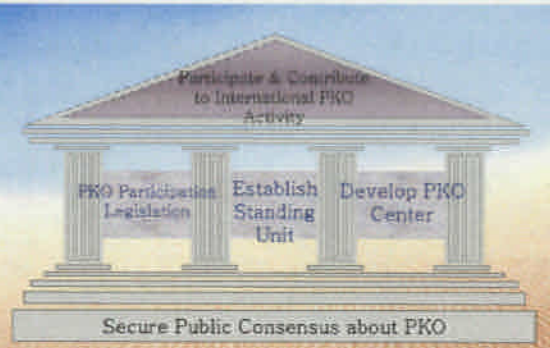 Participate & Contribute
to International PKO
Activity
PKO Participation
Legislation
Establish
Standing
Unit
Develop PKO
Center
Secure Public Consensus about PKO